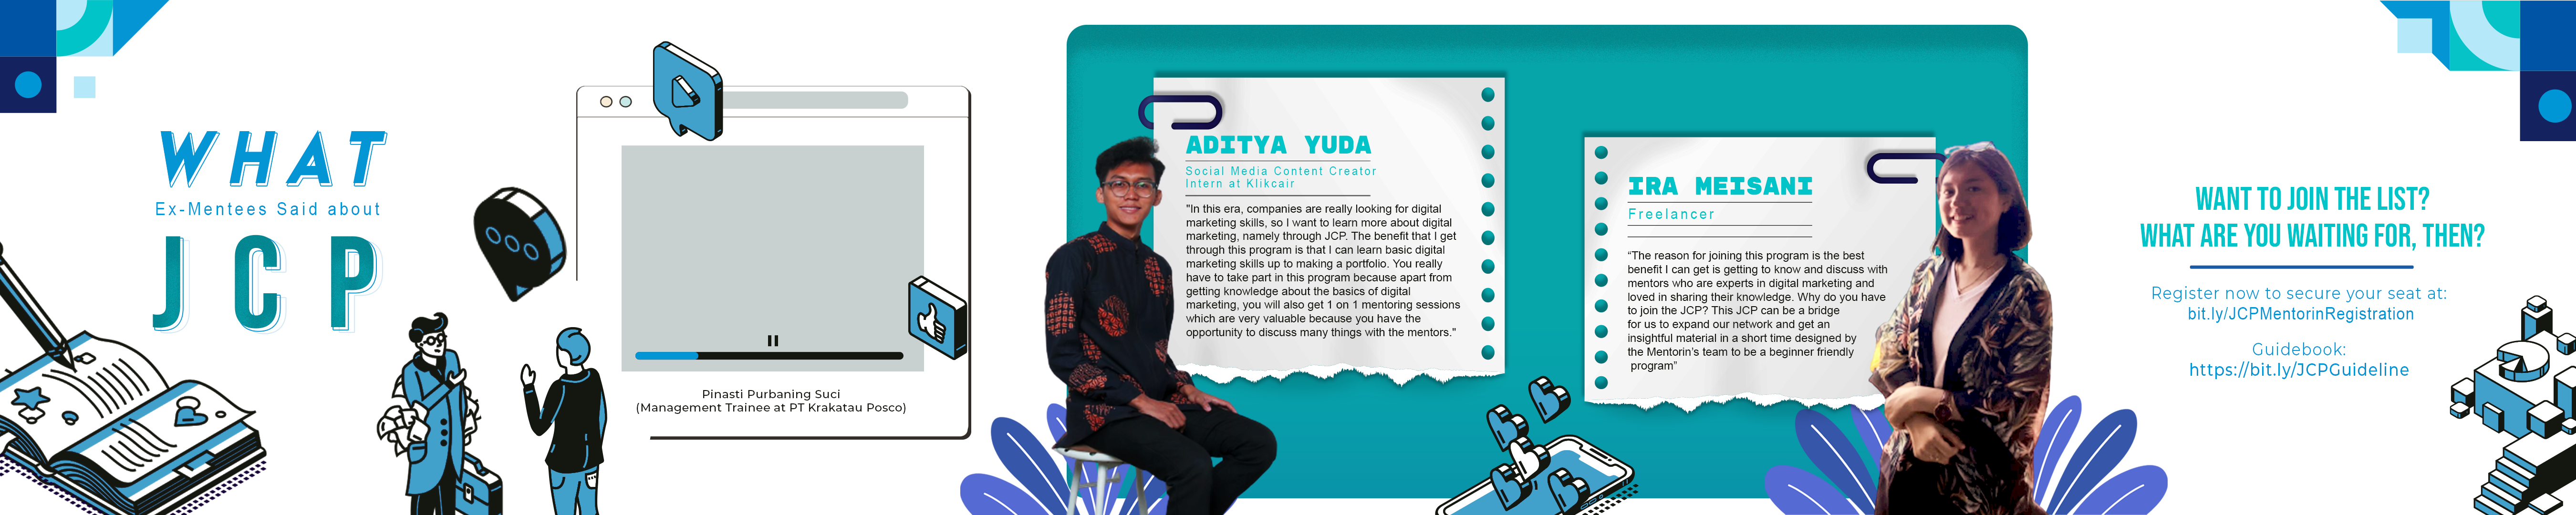 WHAT
Ex-Mentees Said about
JCP
Pinasti Purbaning Suci
(Management Trainee at PT Krakatau Posco)
ADITYA YUDA
Social Media Content Creator
Intern at Klikcair
"In this era, companies are really looking for digital
marketing skills, so I want to learn more about digital
marketing, namely through JCP. The benefit that I get
through this program is that I can learn basic digital
marketing skills up to making a portfolio. You really
have to take part in this program because apart from
getting knowledge about the basics of digital
marketing, you will also get 1 on 1 mentoring sessions
which are very valuable because you have the
opportunity to discuss many things with the mentors."
IRA MEISANI
Freelancer
“The reason for joining this program is the best
benefit I can get is getting to know and discuss with
mentors who are experts in digital marketing and
loved in sharing their knowledge. Why do you have
to join the JCP? This JCP can be a bridge
for us to expand our network and get an
insightful material in a short time designed by
the Mentorin's team to be a beginner friendly
program”
WANT TO JOIN THE LIST?
WHAT ARE YOU WAITING FOR, THEN?
Register now to secure your seat at:
bit.ly/JCPMentorinRegistration
Guidebook:
https://bit.ly/JCPGuideline